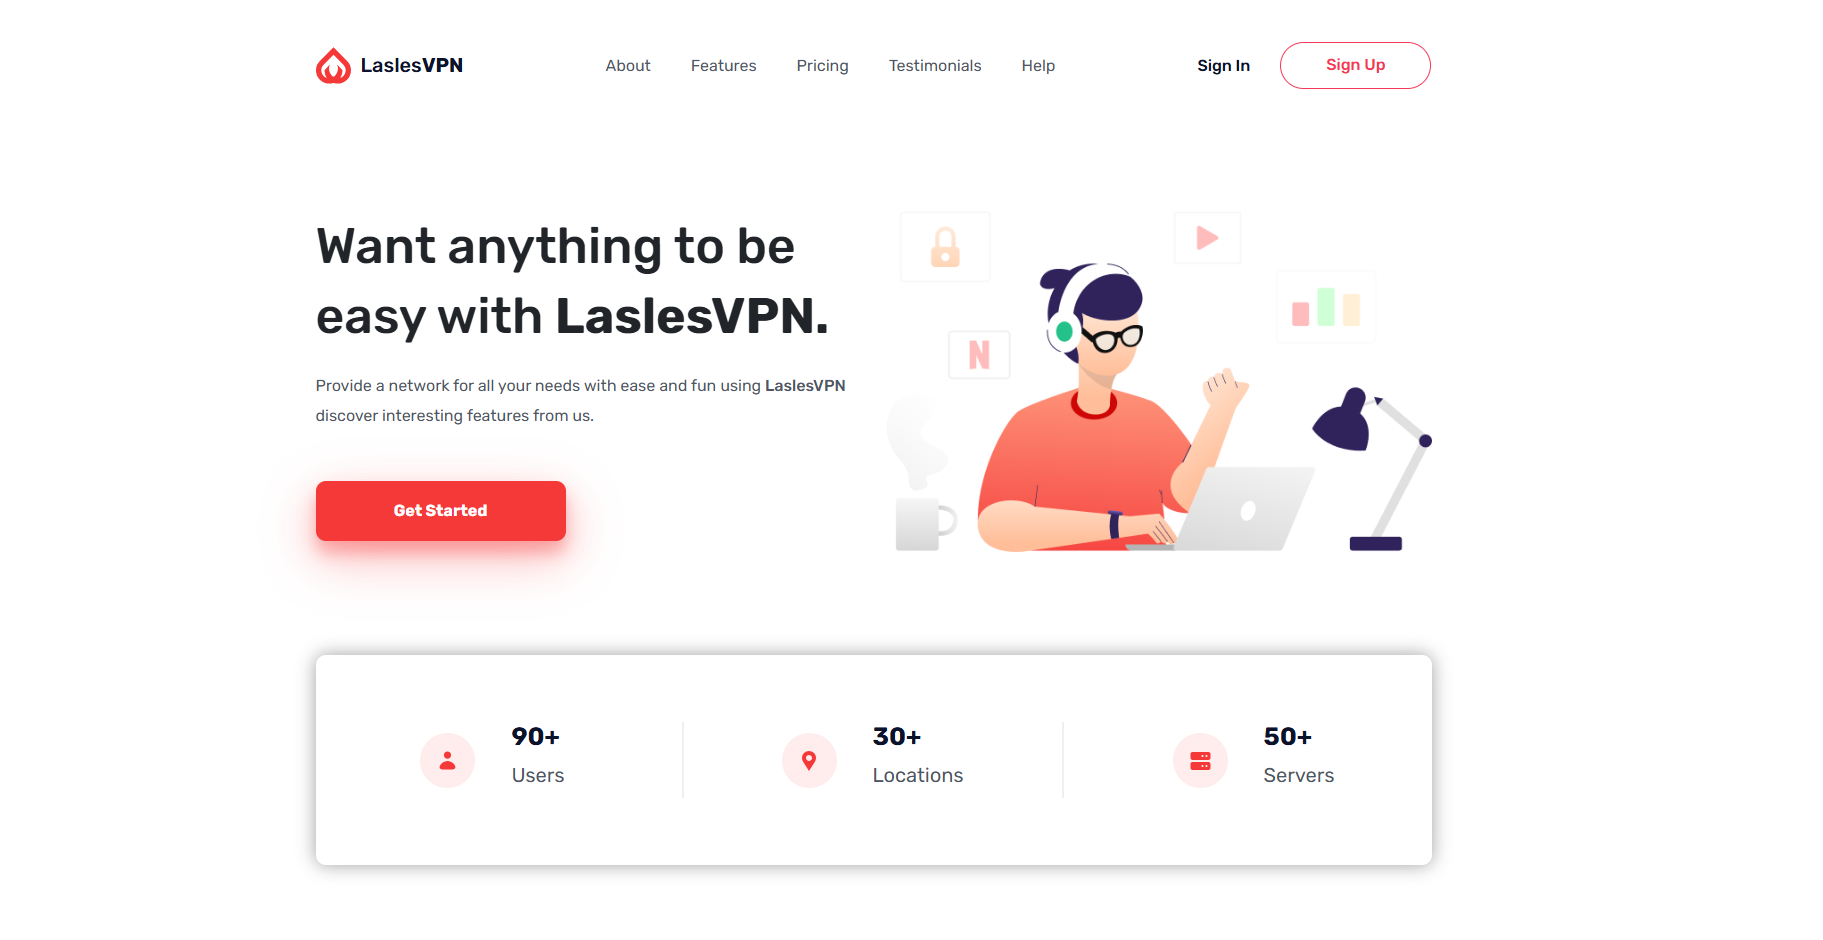 LaslesVPN
About
Features
Pricing
Testimonials
Help
Sign In
Sign Up
Want anything to be
easy with LaslesVPN.
Provide a network for all your needs with ease and fun using LaslesVPN
discover interesting features from us.
Get Started
N
90+
Users
30+
Locations
50+
Servers